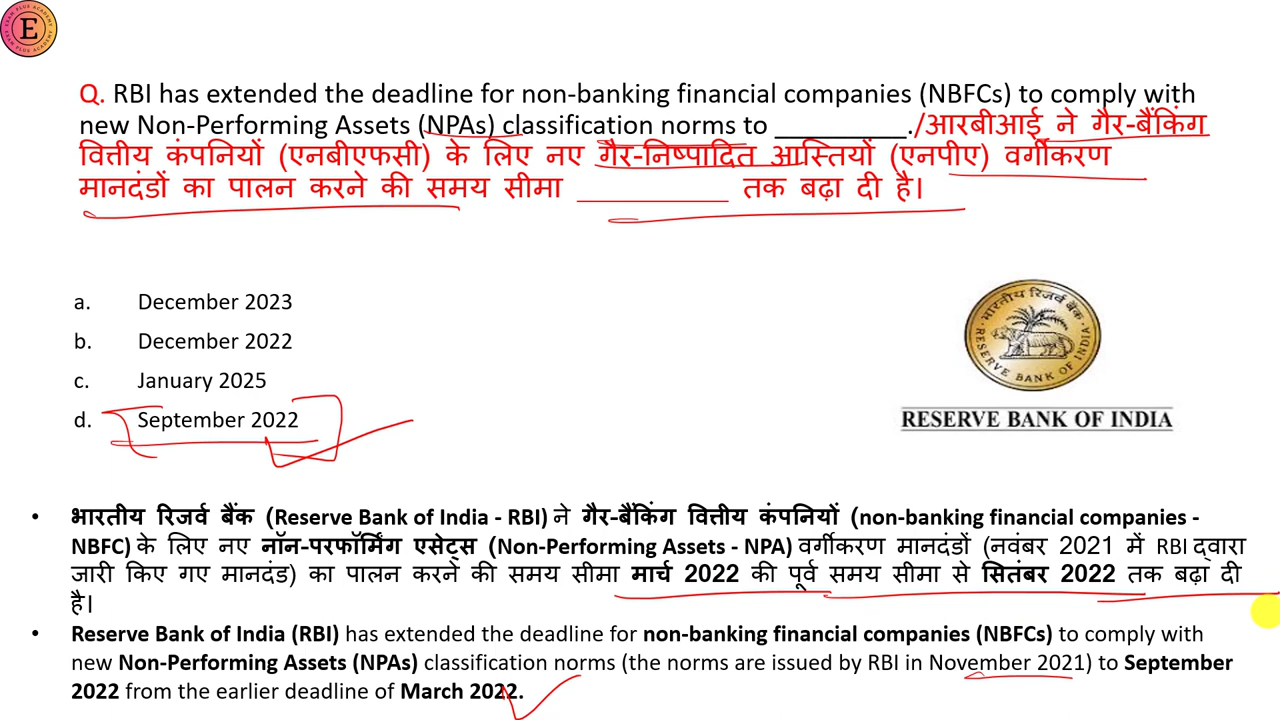 E
Q. RBI has extended the deadline for non-banking financial companies (NBFCs) to comply with
new Non-Performing Assets (NPAs) classification norms to __________./आरबीआई ने गैर-बैंकिंग
वित्तीय कंपनियों (एनबीएफसी) के लिए नए गैर-निष्पादित आस्तियों (एनपीए) वर्गीकरण
मानदंडों का पालन करने की समय सीमा __________ तक बढ़ा दी है।
a. December 2023
b. December 2022
c. January 2025
d. September 2022
भारतीय रिजर्व बैंक
RESERVE BANK OF INDIA
RESERVE BANK OF INDIA
• भारतीय रिजर्व बैंक (Reserve Bank of India - RBI) ने गैर-बैंकिंग वित्तीय कंपनियों (non-banking financial companies -
NBFC) के लिए नए नॉन-परफॉर्मिंग एसेट्स (Non-Performing Assets - NPA) वर्गीकरण मानदंडों (नवंबर 2021 में RBI द्वारा
जारी किए गए मानदंड) का पालन करने की समय सीमा मार्च 2022 की पूर्व समय सीमा से सितंबर 2022 तक बढ़ा दी
है।
• Reserve Bank of India (RBI) has extended the deadline for non-banking financial companies (NBFCs) to comply with
new Non-Performing Assets (NPAs) classification norms (the norms are issued by RBI in November 2021) to September
2022 from the earlier deadline of March 2022.